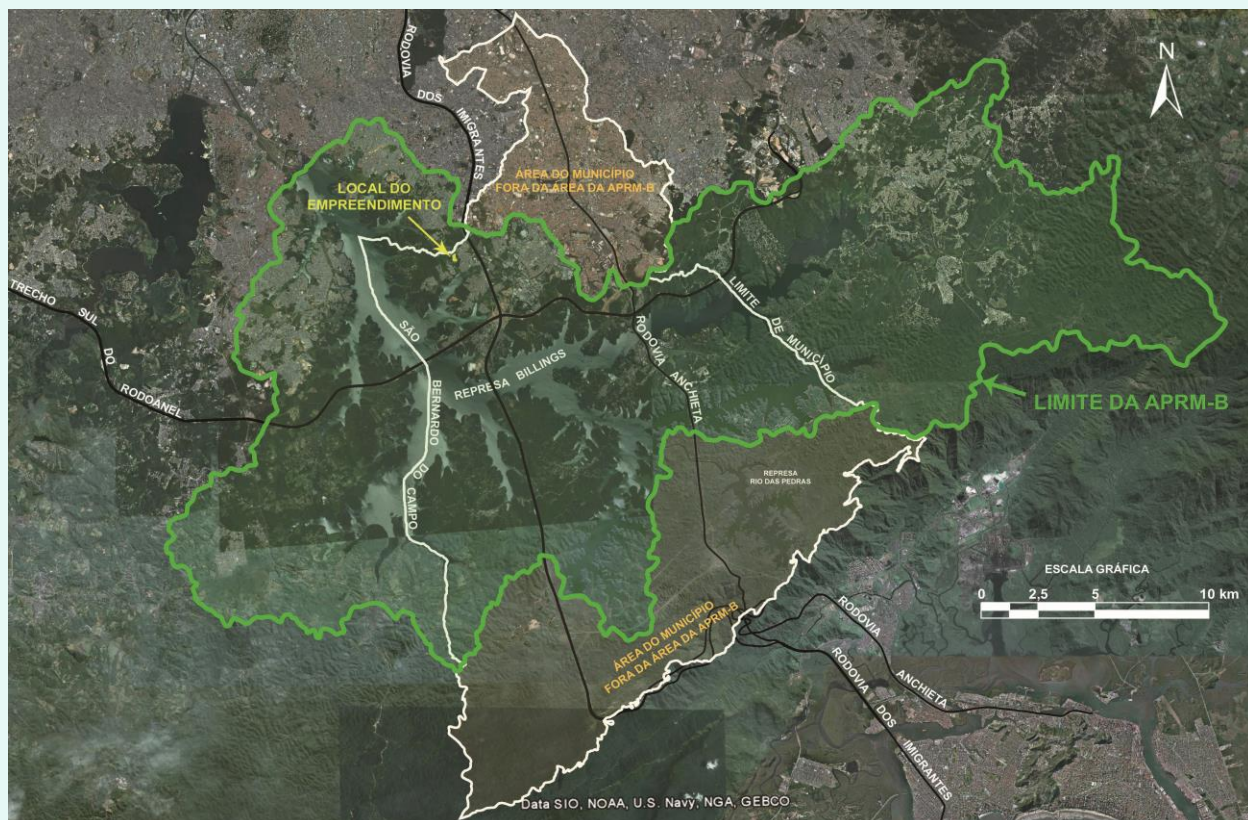 RODOVIA
DOS
IMIGRANTES
N
ÁREA DO MUNICÍPIO
FORA DA ÁREA DA APRM-B
LOCAL DO
EMPREENDIMENTO
TRECHO
SUL
DO
RODOANEL
SÃO
BERNARDO
DO
CAMPO
REPRESA BILLINGS
RODOVIA
ANCHIETA
LIMITE
DE MUNICÍPIO
LIMITE DA APRM-B
REPRESA
RIO DAS PEDRAS
ESCALA GRÁFICA
0 2,5 5 10 km
ÁREA DO MUNICÍPIO
FORA DA ÁREA DA APRM-B
RODOVIA
ANCHIETA
RODOVIA
DOS
IMIGRANTES
Data SIO, NOAA, U.S. Navy, NGA, GEBCO